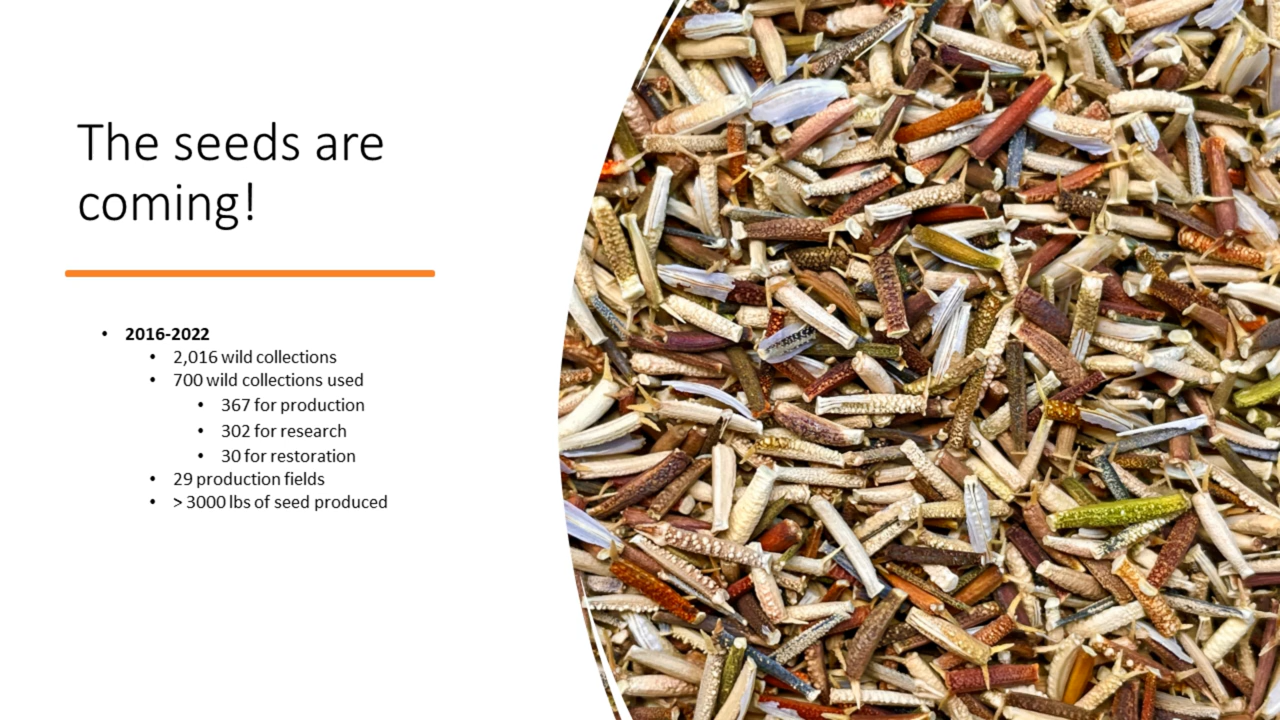 The seeds are
coming!
• 2016-2022
• 2,016 wild collections
• 700 wild collections used
• 367 for production
• 302 for research
• 30 for restoration
• 29 production fields
• > 3000 lbs of seed produced